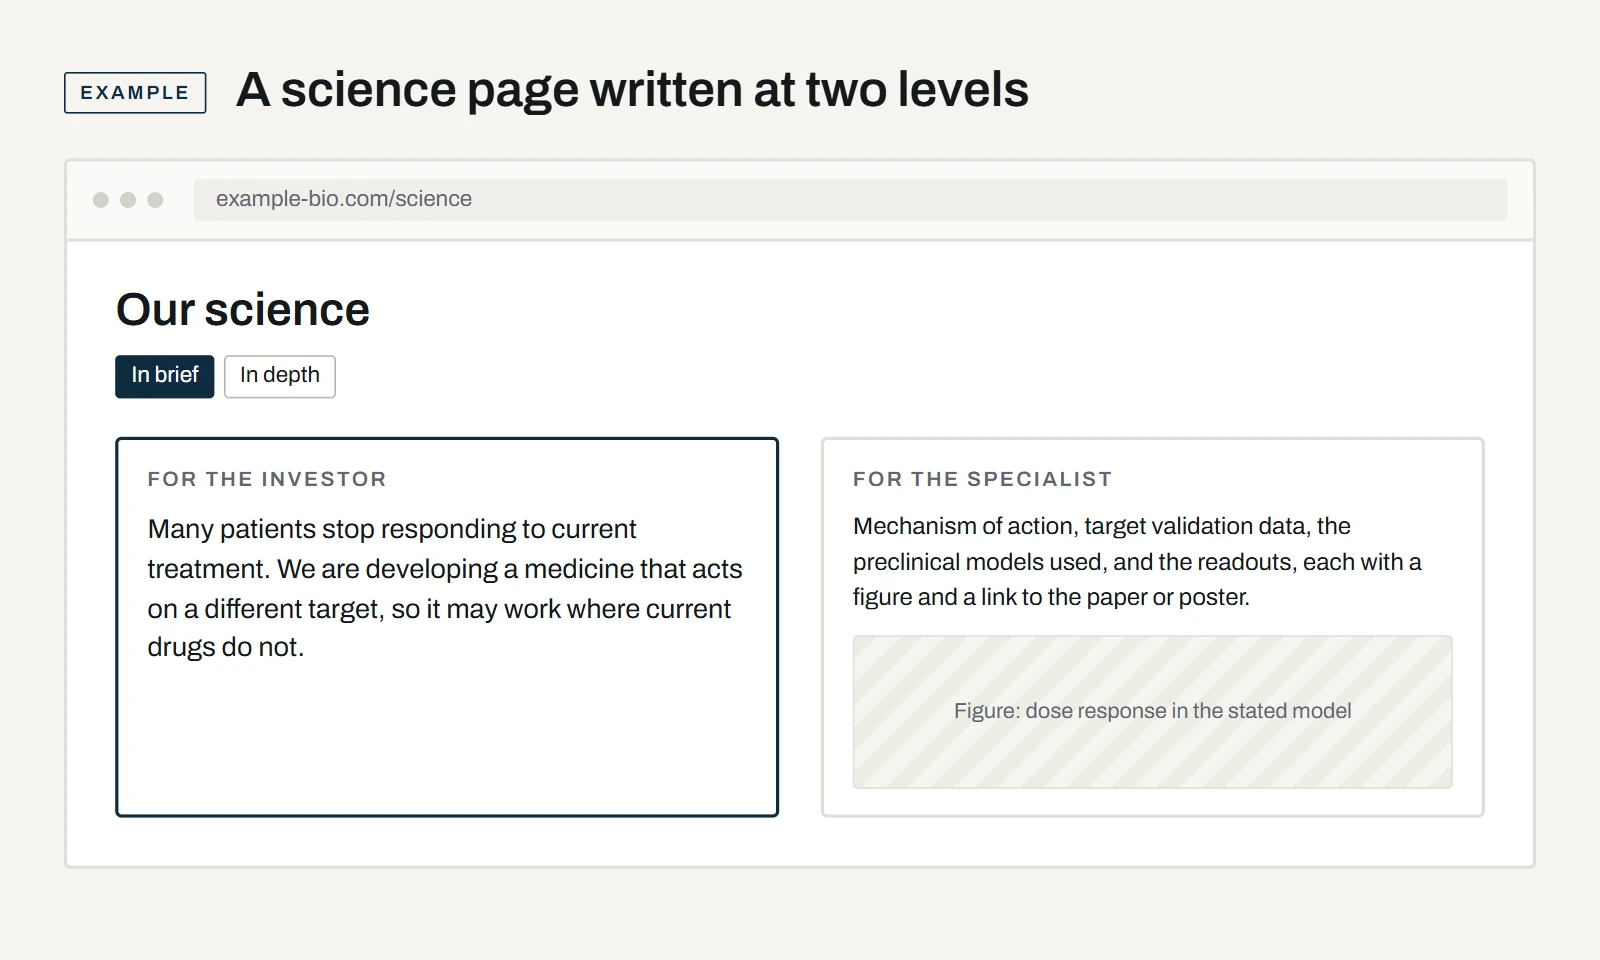 EXAMPLE
A science page written at two levels
example-bio.com/science
Our science
In brief
In depth
FOR THE INVESTOR
Many patients stop responding to current
treatment. We are developing a medicine that acts
on a different target, so it may work where current
drugs do not.
FOR THE SPECIALIST
Mechanism of action, target validation data, the
preclinical models used, and the readouts, each with a
figure and a link to the paper or poster.
Figure: dose response in the stated model